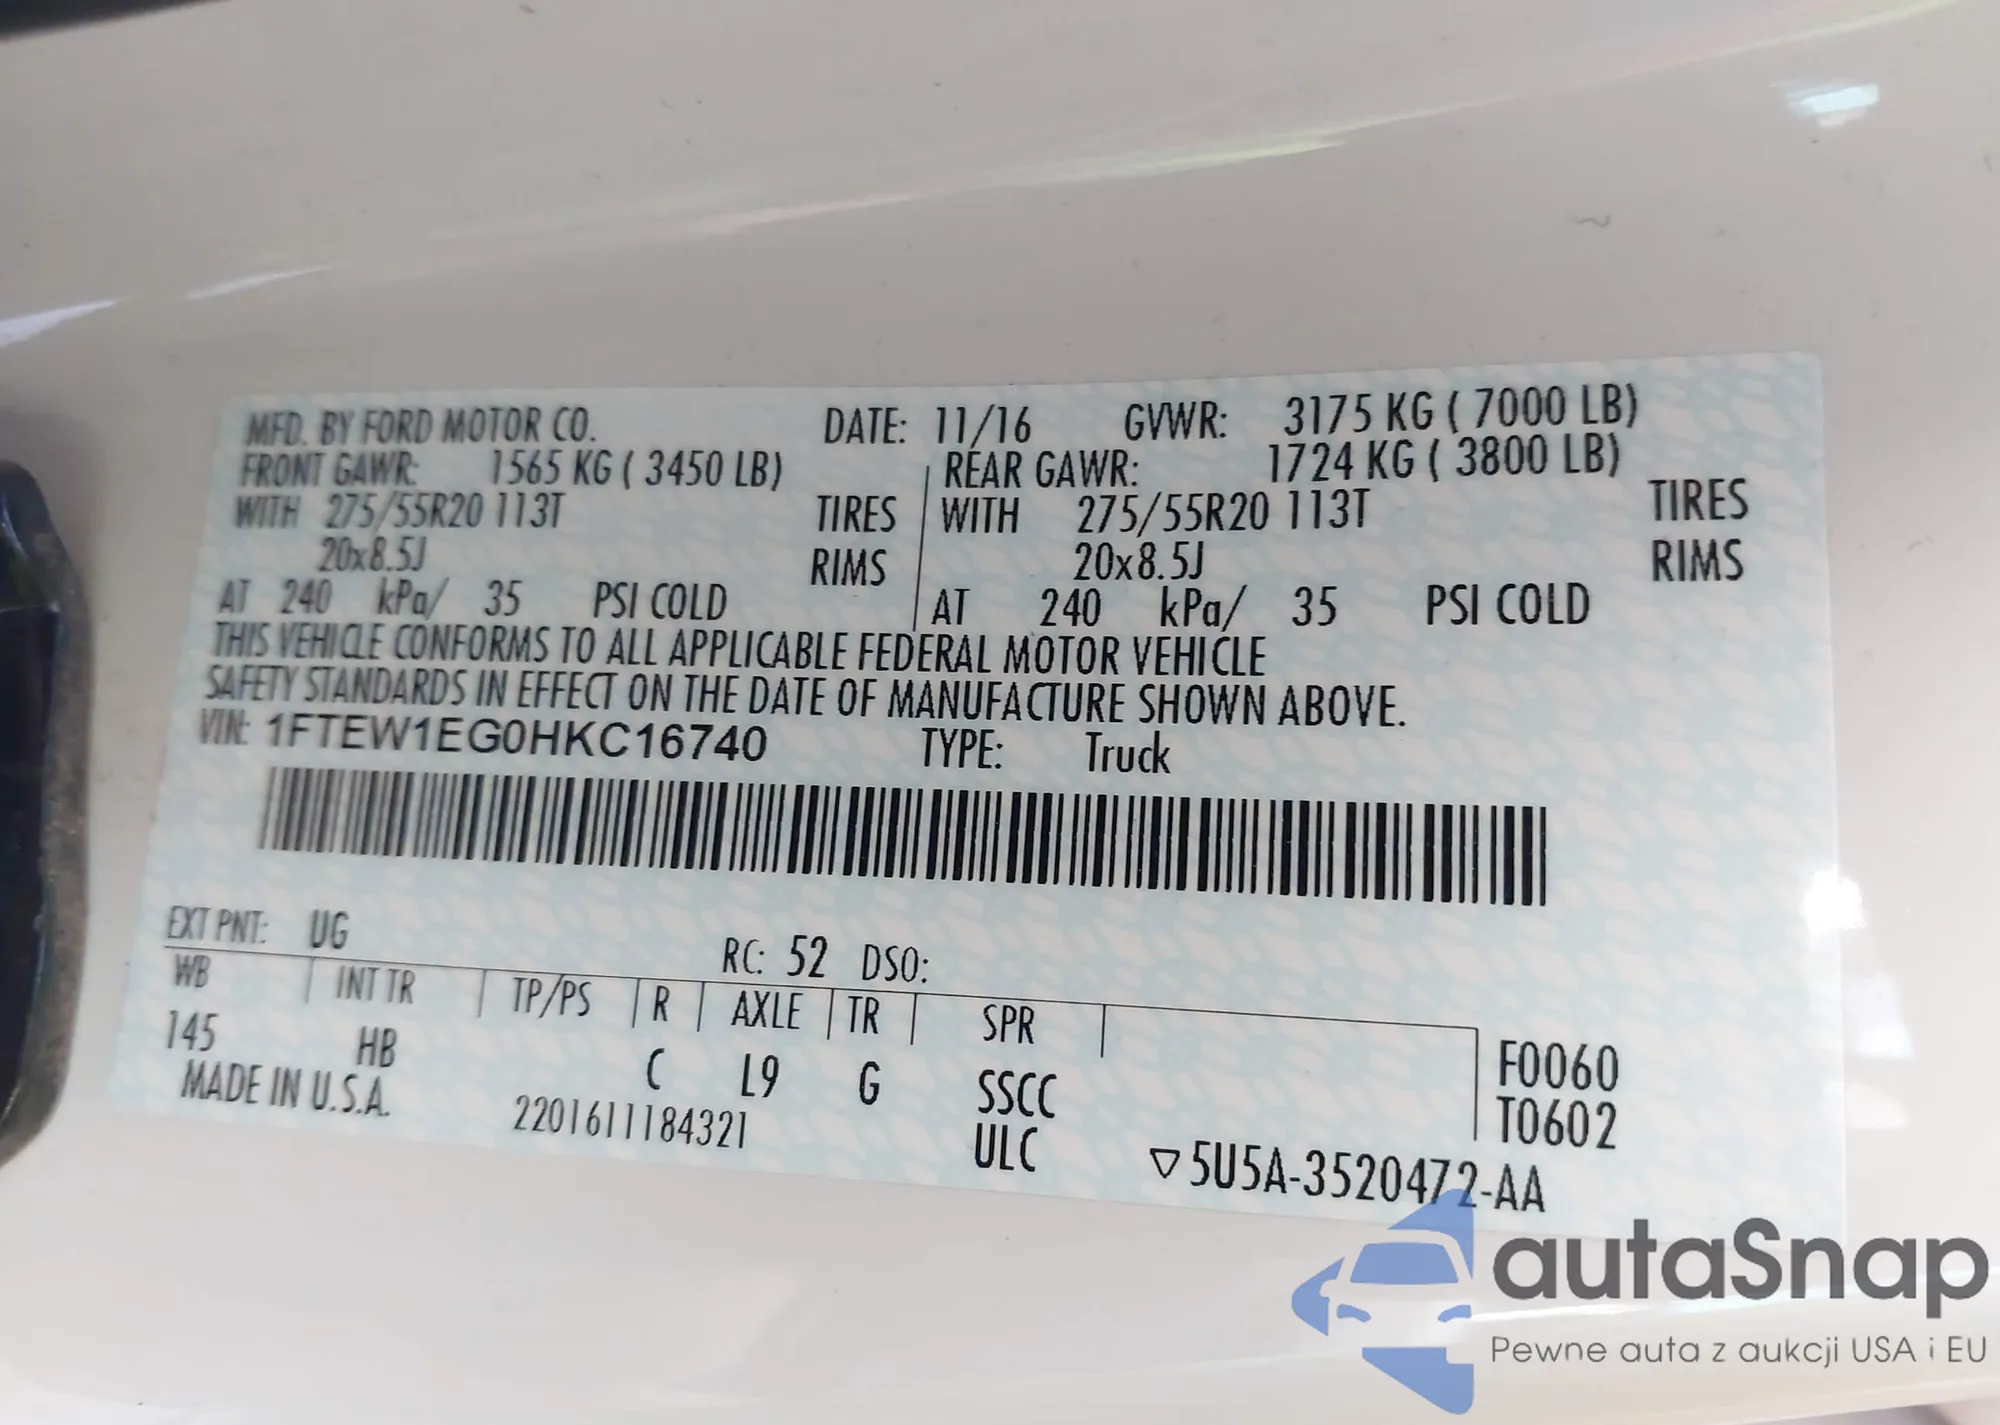 MFD. BY FORD MOTOR CO. DATE: 11/16 GVWR: 3175 KG ( 7000 LB)
FRONT GAWR: 1565 KG ( 3450 LB) REAR GAWR: 1724 KG ( 3800 LB)
WITH 275/55R20 113T TIRES WITH 275/55R20 113T TIRES
20x8.5J RIMS 20x8.5J RIMS
AT 240 kPa/ 35 PSI COLD AT 240 kPa/ 35 PSI COLD
THIS VEHICLE CONFORMS TO ALL APPLICABLE FEDERAL MOTOR VEHICLE
SAFETY STANDARDS IN EFFECT ON THE DATE OF MANUFACTURE SHOWN ABOVE.
VIN: 1FTEW1EG0HKC16740 TYPE: Truck
EXT PNT: UG RC: 52 DSO:
WB INT TR TP/PS R AXLE TR SPR
145 HB C L9 G SSCC F0060
MADE IN U.S.A. 2201611184321 ULC T0602
▽5U5A-3520472-AA
autaSnap
Pewne auta z aukcji USA i EU